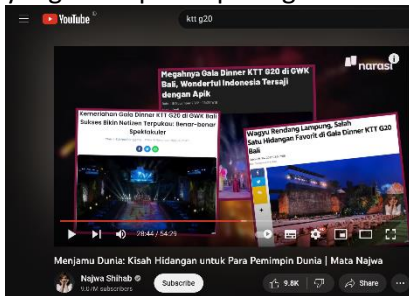 YouTube
ktt g20
narasi
Megahnya Gala Dinner KTT G20 di GWK
Bali, Wonderful Indonesia Tersaji
dengan Apik
Kemeriahan Gala Dinner KTT G20 di GWK Bali
Sukses Bikin Netizen Terpukau: Benar-benar
Spektakuler
Wagyu Rendang Lampung, Salah
Satu Hidangan Favorit di Gala Dinner KTT G20
Bali
28:44 / 54:29
Menjamu Dunia: Kisah Hidangan untuk Para Pemimpin Dunia | Mata Najwa
Najwa Shihab
subscribers
Subscribe
9.8K
Share